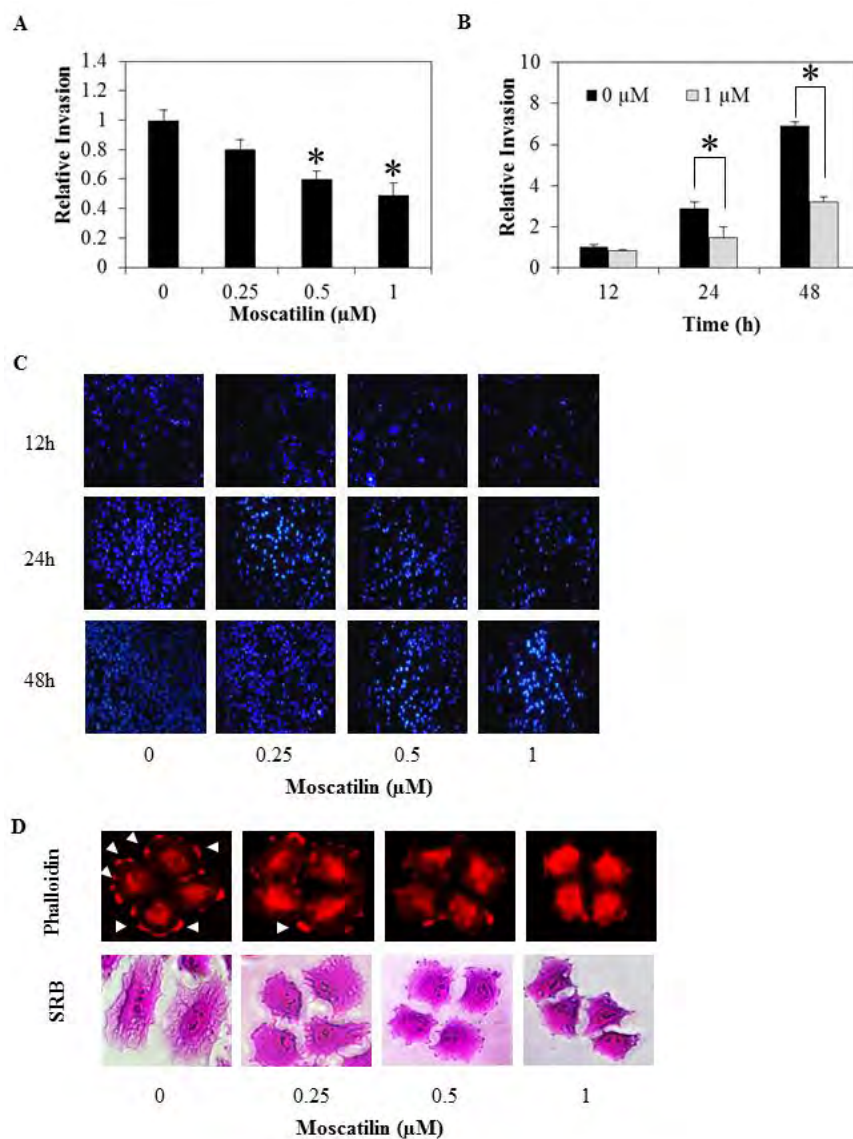 A
Relative Invasion
1.4
1.2
1
0.8
0.6
0.4
0.2
0
*
*
0 0.25 0.5 1
Moscatilin (µM)
B
Relative Invasion
10
8
6
4
2
0
0 µM 1 µM
*
*
12 24 48
Time (h)
C
12h
24h
48h
0 0.25 0.5 1
Moscatilin (µM)
D
Phalloidin
SRB
0 0.25 0.5 1
Moscatilin (µM)